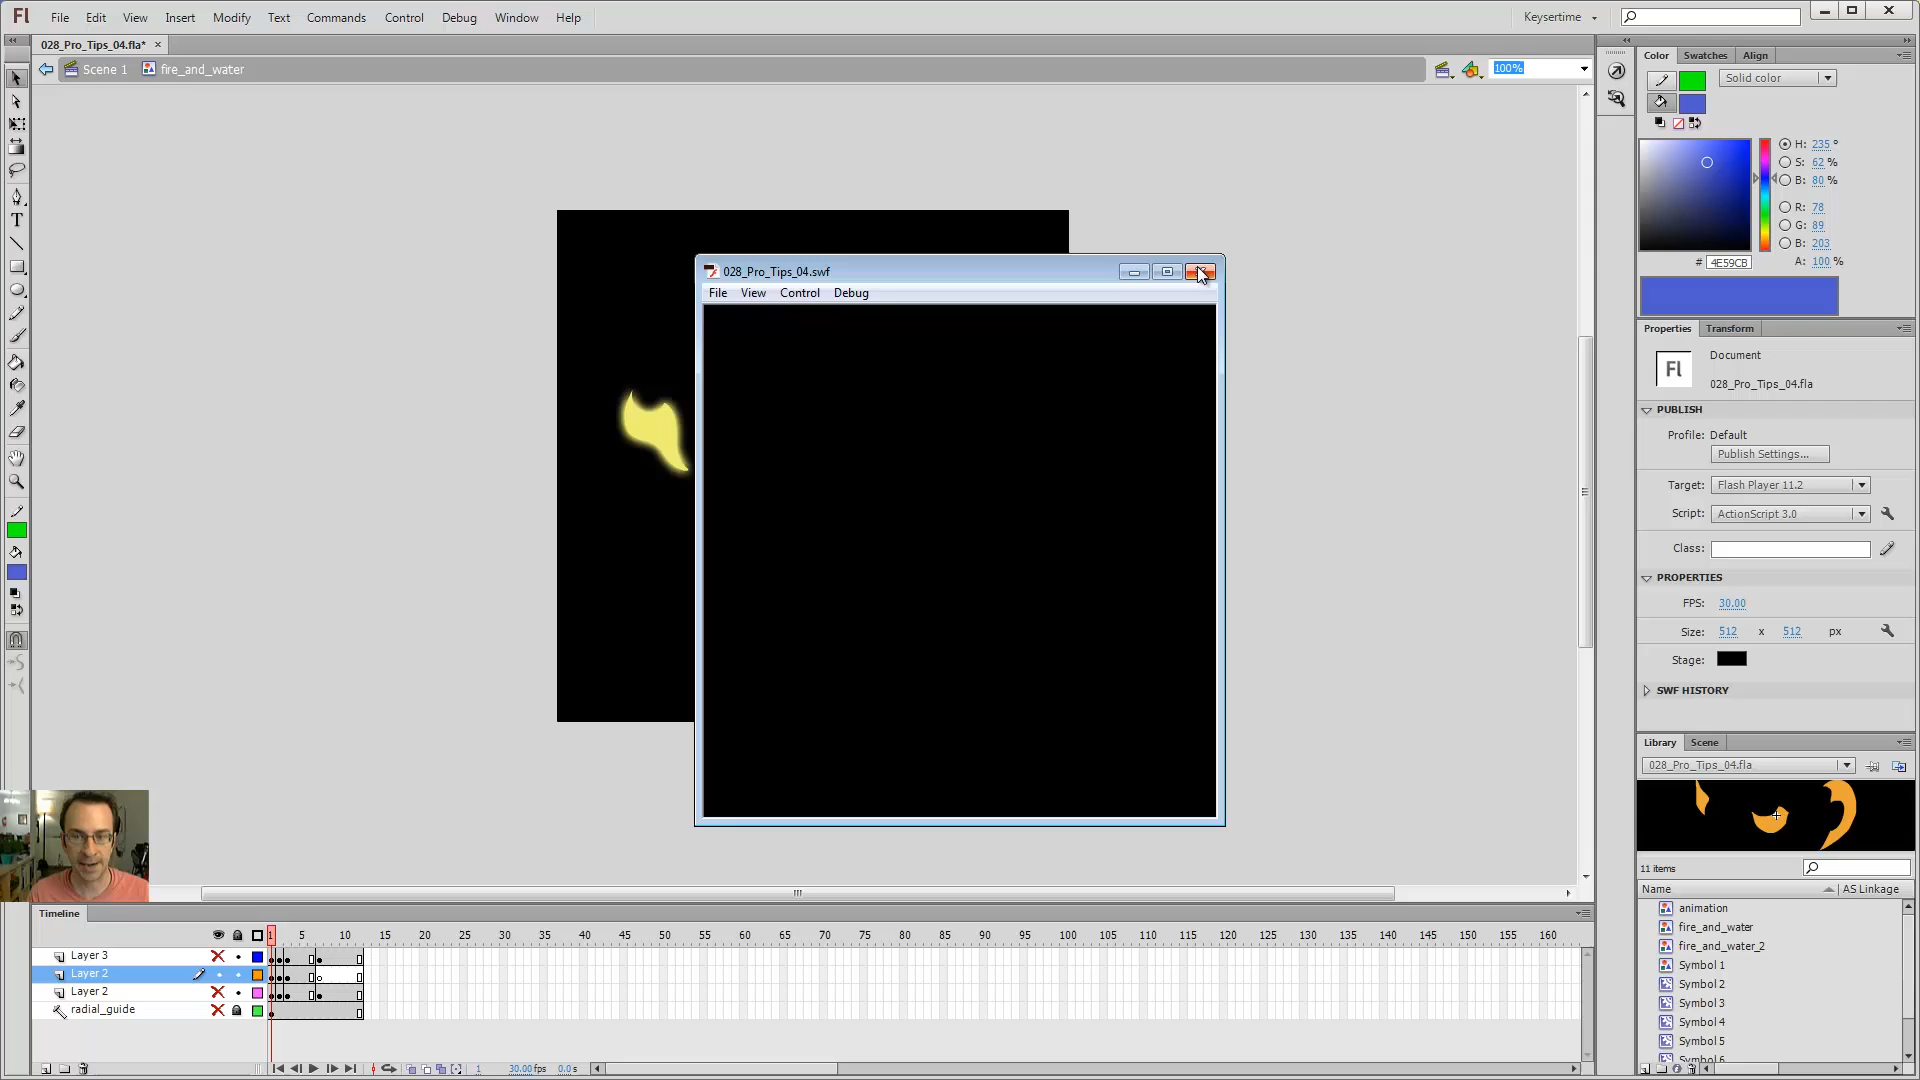 Fl File Edit View Insert Modify Text Commands Control Debug Window Help Keysertime
028_Pro_Tips_04.fla*
Scene 1 fire_and_water 100%
028_Pro_Tips_04.swf
File View Control Debug
T
Color Swatches Align
Solid color
H: 235 °
S: 62 %
B: 80 %
R: 78
G: 89
B: 203
# 4E59CB A: 100 %
Properties Transform
Fl Document
028_Pro_Tips_04.fla
PUBLISH
Profile: Default
Publish Settings...
Target: Flash Player 11.2
Script: ActionScript 3.0
Class:
PROPERTIES
FPS: 30.00
Size: 512 x 512 px
Stage:
SWF HISTORY
Library Scene
028_Pro_Tips_04.fla
11 items
Name AS Linkage
animation
fire_and_water
fire_and_water_2
Symbol 1
Symbol 2
Symbol 3
Symbol 4
Symbol 5
Symbol 6
Timeline
1 5 10 15 20 25 30 35 40 45 50 55 60 65 70 75 80 85 90 95 100 105 110 115 120 125 130 135 140 145 150 155 160
Layer 3
Layer 2
Layer 2
radial_guide
1 30.00 fps 0.0 s